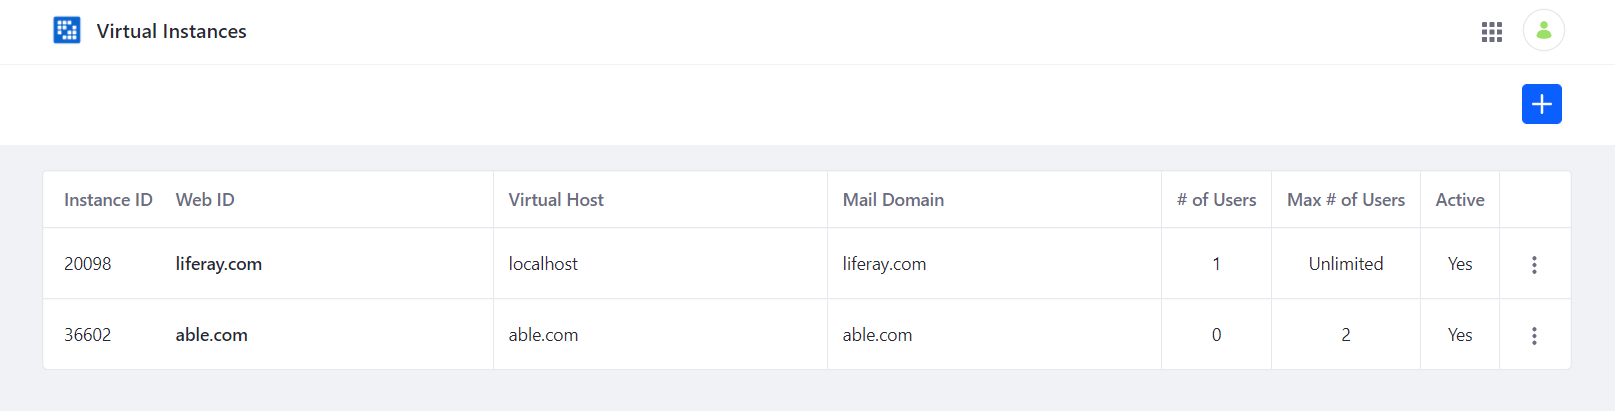 Virtual Instances
Instance ID Web ID Virtual Host Mail Domain # of Users Max # of Users Active
20098 liferay.com localhost liferay.com 1 Unlimited Yes
36602 able.com able.com able.com 0 2 Yes